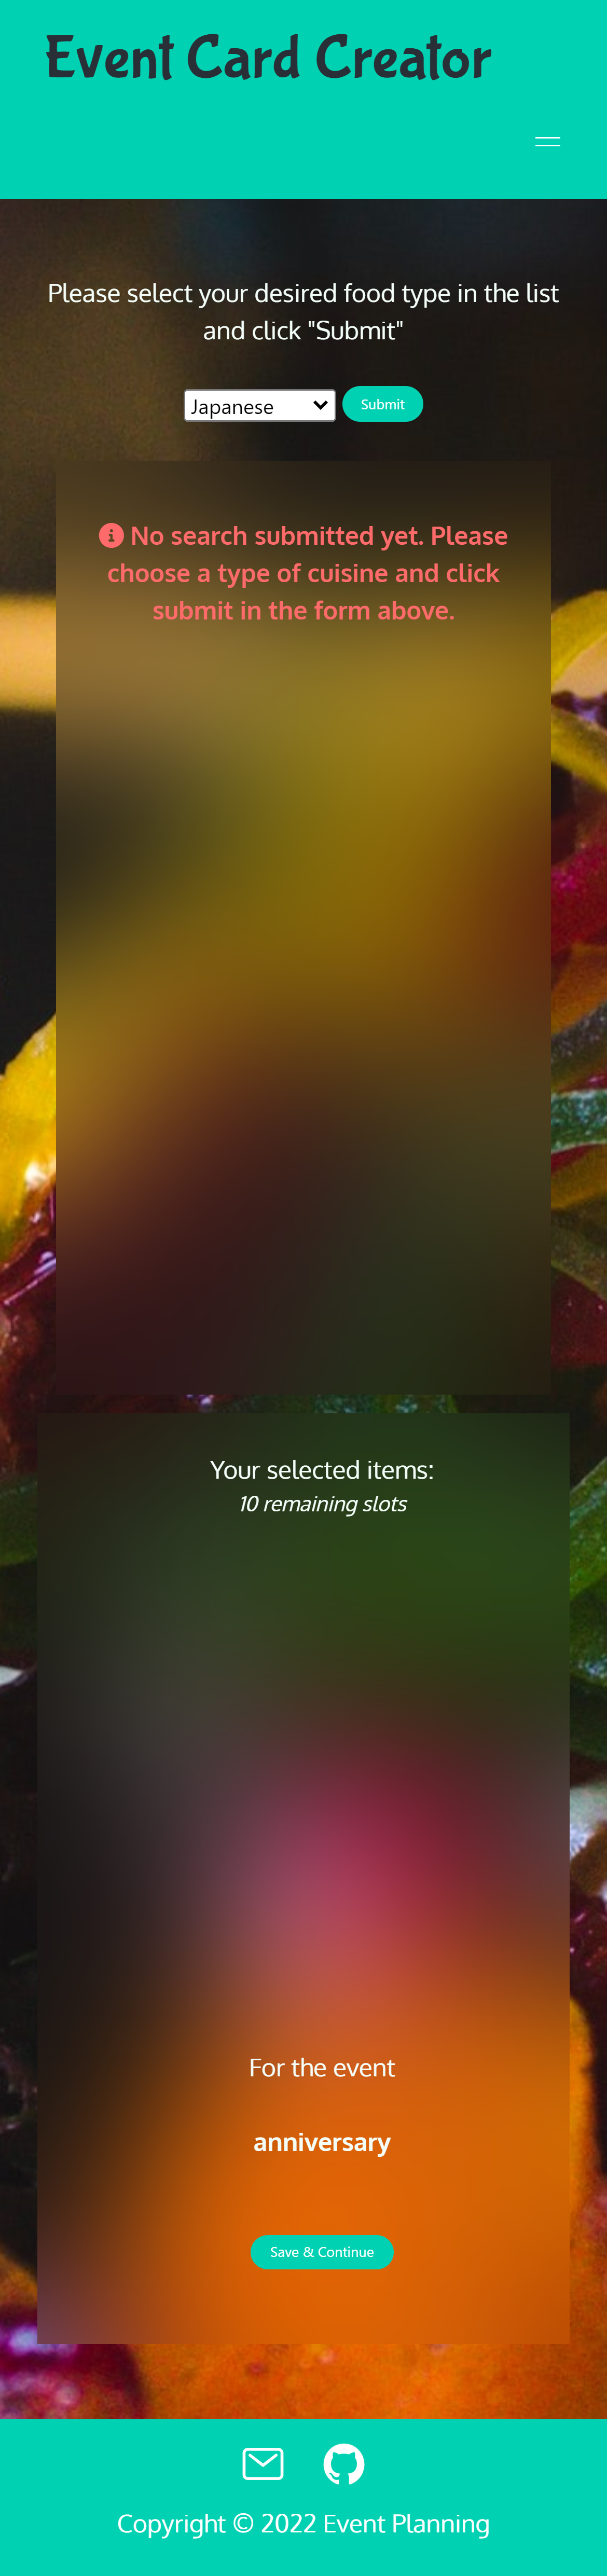 Event Card Creator
Please select your desired food type in the list
and click "Submit"
Japanese
Submit
No search submitted yet. Please
choose a type of cuisine and click
submit in the form above.
Your selected items:
10 remaining slots
For the event
anniversary
Save & Continue
Copyright © 2022 Event Planning